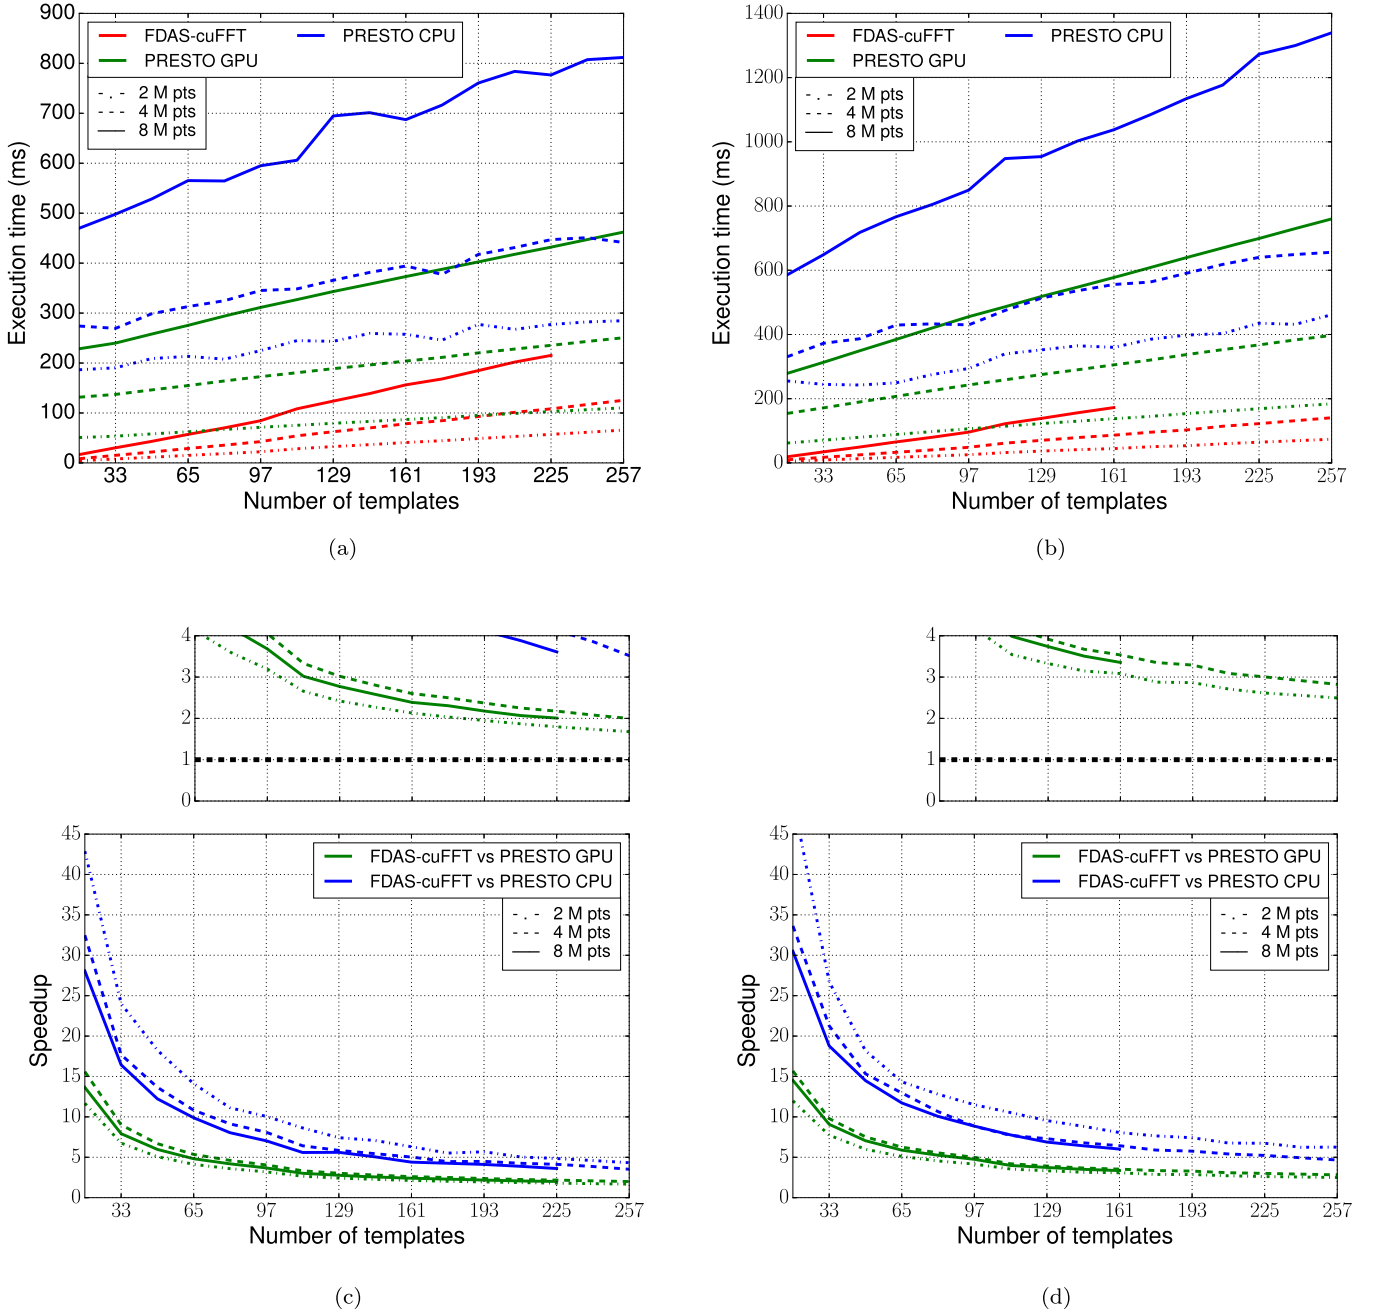 900
800
700
600
500
400
300
200
100
0
Execution time (ms)
FDAS-cuFFT
PRESTO GPU
PRESTO CPU
2 M pts
4 M pts
8 M pts
33 65 97 129 161 193 225 257
Number of templates
(a)
1400
1200
1000
800
600
400
200
0
Execution time (ms)
FDAS-cuFFT
PRESTO GPU
PRESTO CPU
2 M pts
4 M pts
8 M pts
33 65 97 129 161 193 225 257
Number of templates
(b)
4
3
2
1
0
45
40
35
30
25
20
15
10
5
0
Speedup
FDAS-cuFFT vs PRESTO GPU
FDAS-cuFFT vs PRESTO CPU
2 M pts
4 M pts
8 M pts
33 65 97 129 161 193 225 257
Number of templates
(c)
4
3
2
1
0
45
40
35
30
25
20
15
10
5
0
Speedup
FDAS-cuFFT vs PRESTO GPU
FDAS-cuFFT vs PRESTO CPU
2 M pts
4 M pts
8 M pts
33 65 97 129 161 193 225 257
Number of templates
(d)